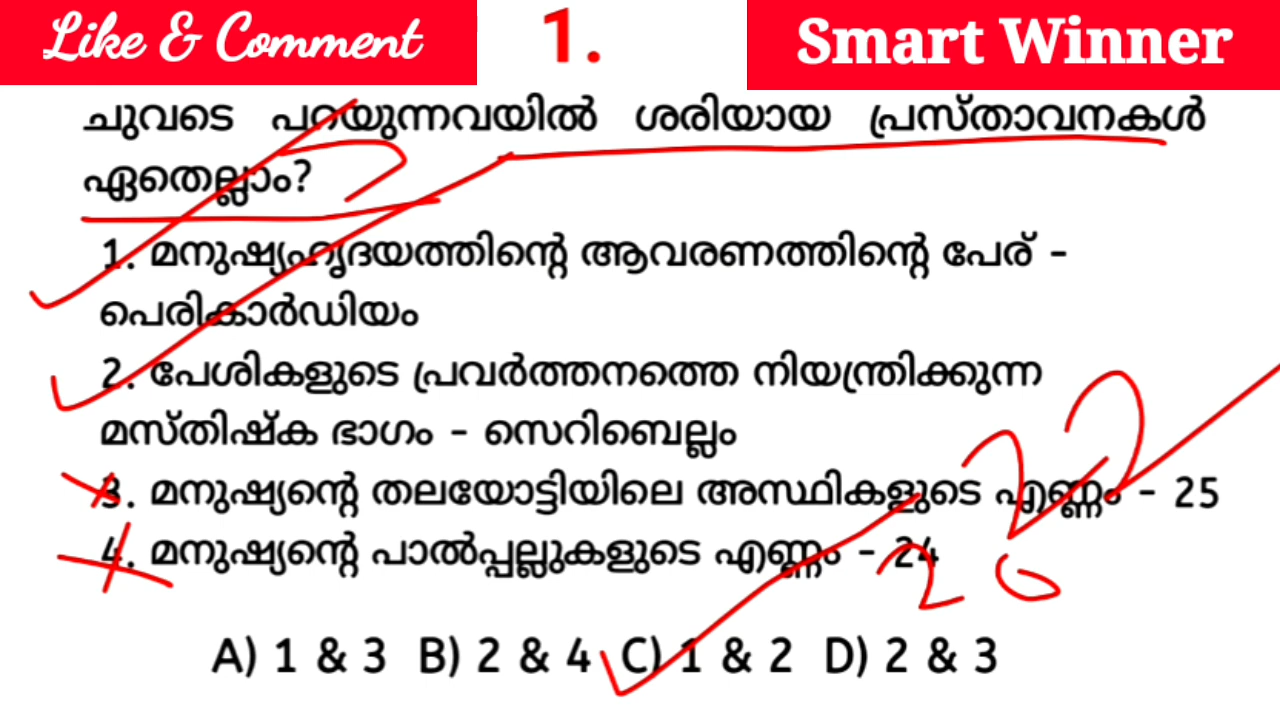 Like & Comment 1. Smart Winner
ചുവടെ പറയുന്നവയിൽ ശരിയായ പ്രസ്താവനകൾ
ഏതെല്ലാം?
1. മനുഷ്യഹൃദയത്തിന്റെ ആവരണത്തിന്റെ പേര് -
പെരികാർഡിയം
2. പേശികളുടെ പ്രവർത്തനത്തെ നിയന്ത്രിക്കുന്ന
മസ്തിഷ്ക ഭാഗം - സെറിബെല്ലം
3. മനുഷ്യന്റെ തലയോട്ടിയിലെ അസ്ഥികളുടെ എണ്ണം - 25
22
4. മനുഷ്യന്റെ പാൽപ്പല്ലുകളുടെ എണ്ണം - 24
20
A) 1 & 3 B) 2 & 4 C) 1 & 2 D) 2 & 3